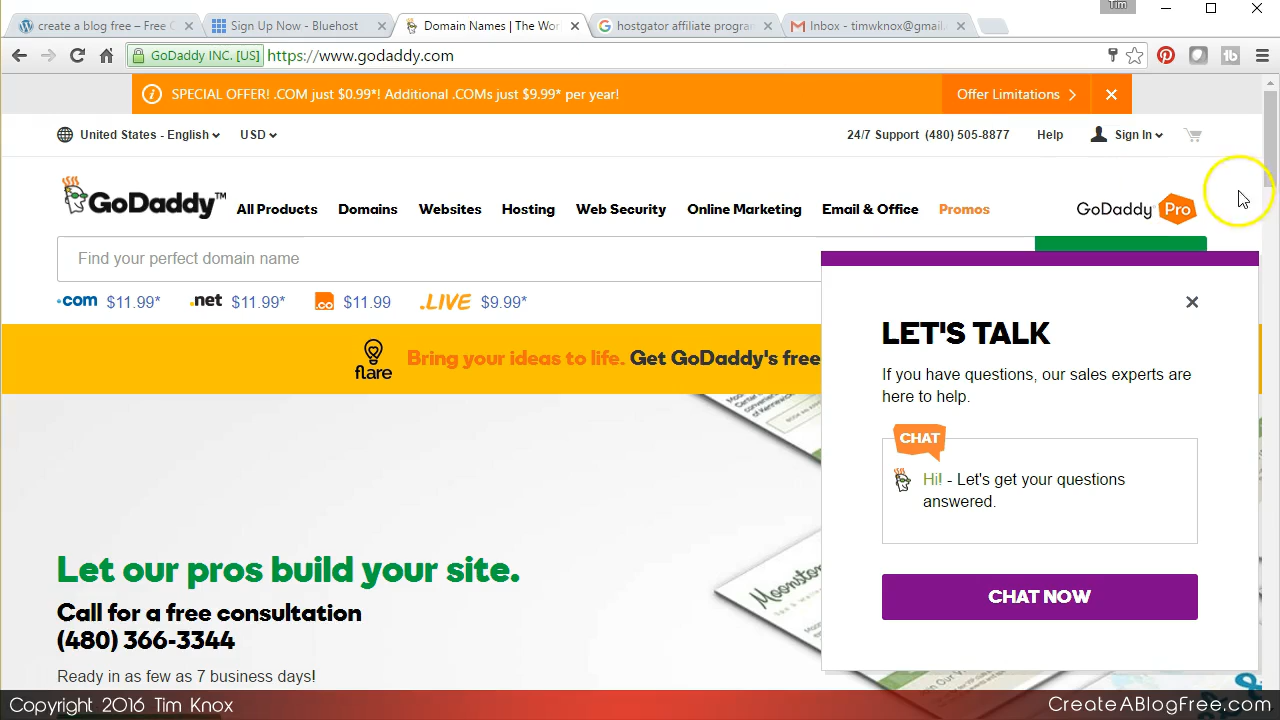 Tim
create a blog free – Free
Sign Up Now - Bluehost
Domain Names | The Wor
hostgator affiliate program
Inbox - timwknox@gmail.
GoDaddy INC. [US] https://www.godaddy.com
SPECIAL OFFER! .COM just $0.99*! Additional .COMs just $9.99* per year!
Offer Limitations
United States - English
USD
24/7 Support (480) 505-8877
Help
Sign In
GoDaddy™
All Products
Domains
Websites
Hosting
Web Security
Online Marketing
Email & Office
Promos
GoDaddy Pro
Find your perfect domain name
.com $11.99*
.net $11.99*
.co $11.99
.LIVE $9.99*
flare
Bring your ideas to life. Get GoDaddy's free
LET'S TALK
If you have questions, our sales experts are
here to help.
CHAT
Hi! - Let's get your questions
answered.
CHAT NOW
Let our pros build your site.
Call for a free consultation
(480) 366-3344
Ready in as few as 7 business days!
Copyright 2016 Tim Knox
CreateABlogFree.com